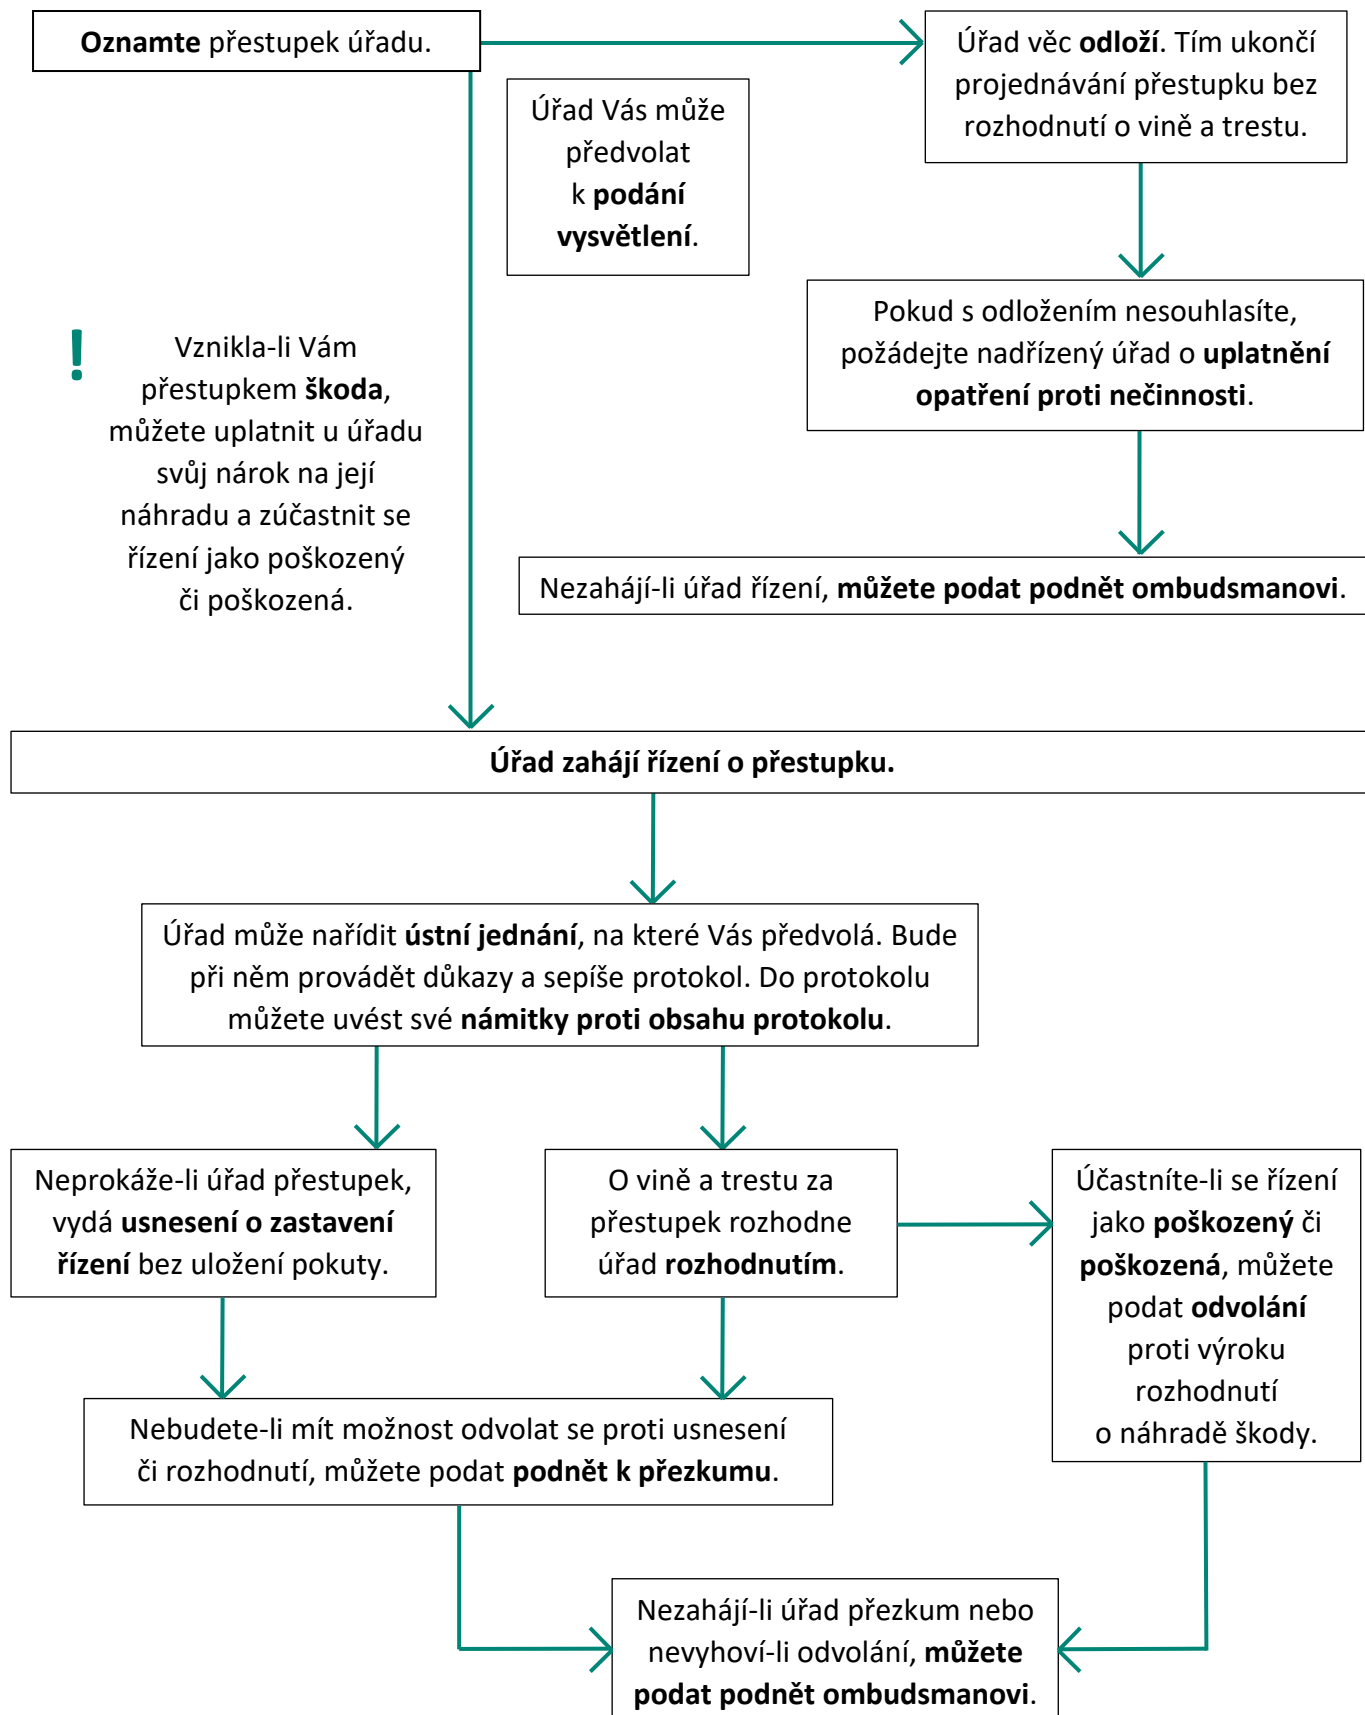 Oznamte přestupek úřadu.
Úřad věc odloží. Tím ukončí
projednávání přestupku bez
rozhodnutí o vině a trestu.
Úřad Vás může
předvolat
k podání
vysvětlení.
Pokud s odložením nesouhlasíte,
požádejte nadřízený úřad o uplatnění
opatření proti nečinnosti.
!
Vznikla-li Vám
přestupkem škoda,
můžete uplatnit u úřadu
svůj nárok na její
náhradu a zúčastnit se
řízení jako poškozený
či poškozená.
Nezahájí-li úřad řízení, můžete podat podnět ombudsmanovi.
Úřad zahájí řízení o přestupku.
Úřad může nařídit ústní jednání, na které Vás předvolá. Bude
při něm provádět důkazy a sepíše protokol. Do protokolu
můžete uvést své námitky proti obsahu protokolu.
Neprokáže-li úřad přestupek,
vydá usnesení o zastavení
řízení bez uložení pokuty.
O vině a trestu za
přestupek rozhodne
úřad rozhodnutím.
Účastníte-li se řízení
jako poškozený či
poškozená, můžete
podat odvolání
proti výroku
rozhodnutí
o náhradě škody.
Nebudete-li mít možnost odvolat se proti usnesení
či rozhodnutí, můžete podat podnět k přezkumu.
Nezahájí-li úřad přezkum nebo
nevyhoví-li odvolání, můžete
podat podnět ombudsmanovi.